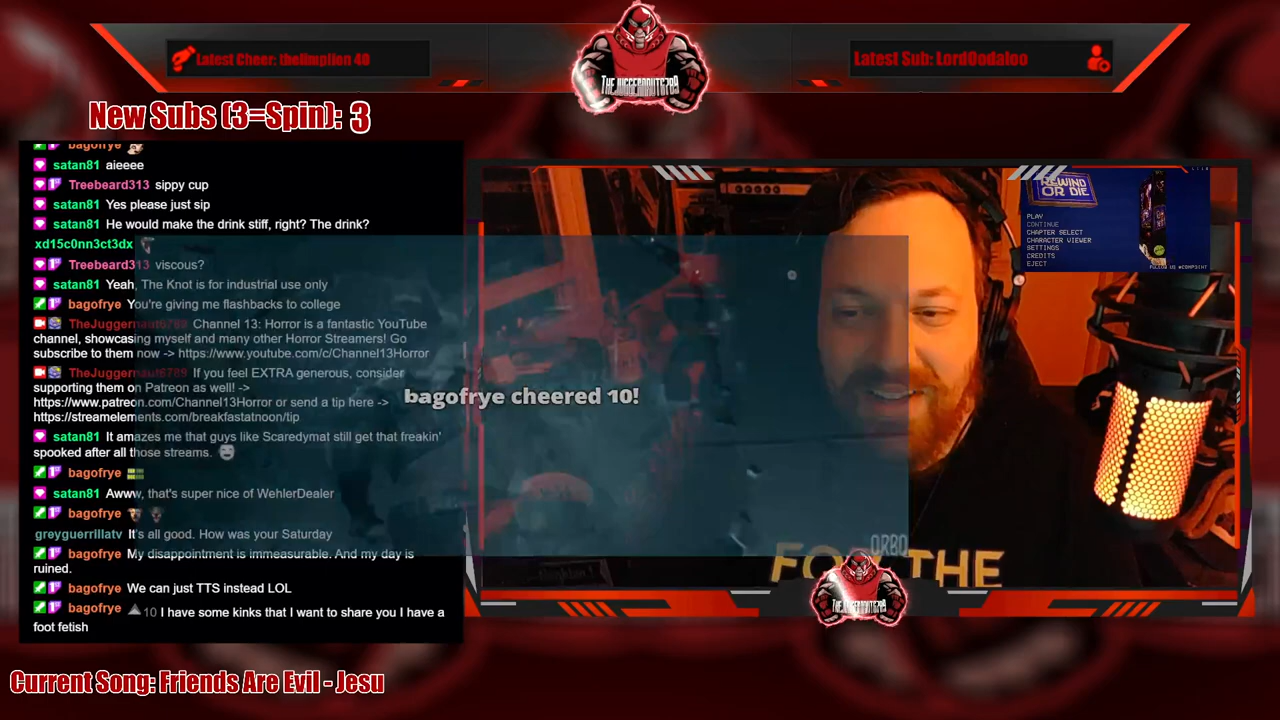 Latest Cheer: thelimplion 40
THEJUGGERNAUT6789
Latest Sub: LordOodaloo
New Subs (3=Spin): 3
bagofrye
satan81 aieeee
Treebeard313 sippy cup
satan81 Yes please just sip
satan81 He would make the drink stiff, right? The drink?
xd15c0nn3ct3dx
Treebeard313 viscous?
satan81 Yeah, The Knot is for industrial use only
bagofrye You're giving me flashbacks to college
TheJuggernaut6789 Channel 13: Horror is a fantastic YouTube
channel, showcasing myself and many other Horror Streamers! Go
subscribe to them now -> https://www.youtube.com/c/Channel13Horror
TheJuggernaut6789 If you feel EXTRA generous, consider
supporting them on Patreon as well! ->
https://www.patreon.com/Channel13Horror or send a tip here ->
https://streamelements.com/breakfastatnoon/tip
satan81 It amazes me that guys like Scaredymat still get that freakin'
spooked after all those streams.
bagofrye
satan81 Awww, that's super nice of WehlerDealer
bagofrye
greyguerrillatv It's all good. How was your Saturday
bagofrye My disappointment is immeasurable. And my day is
ruined.
bagofrye We can just TTS instead LOL
bagofrye 10 I have some kinks that I want to share you I have a
foot fetish
bagofrye cheered 10!
REWIND
OR DIE
PLAY
CONTINUE
CHAPTER SELECT
CHARACTER VIEWER
SETTINGS
CREDITS
EJECT
FOLLOW US @COMP3CHT
ORBO
THE
THEJUGGERNAUT6789
Current Song: Friends Are Evil - Jesu